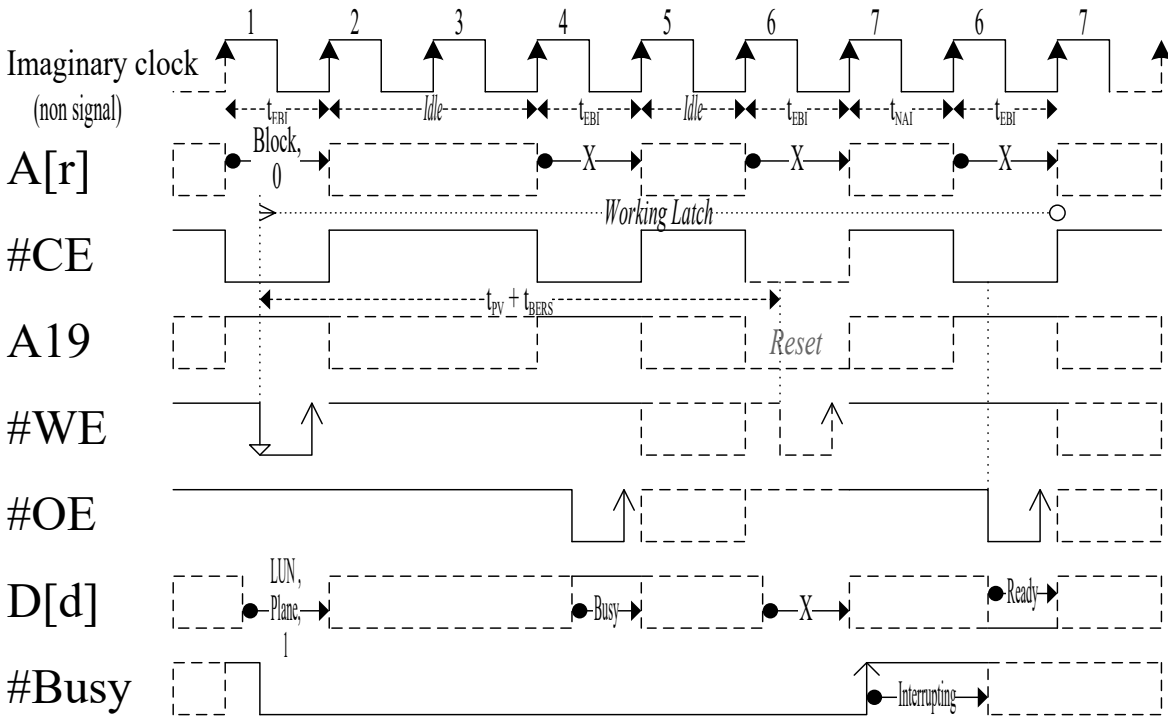 1 2 3 4 5 6 7 6 7
Imaginary clock
(non signal)
tEBI Idle tEBI Idle tEBI tNAI tEBI
A[r] Block, X X X
0
Working Latch
#CE
tPV + tBERS
A19 Reset
#WE
#OE
LUN,
D[d] Plane, Busy X Ready
1
#Busy Interrupting